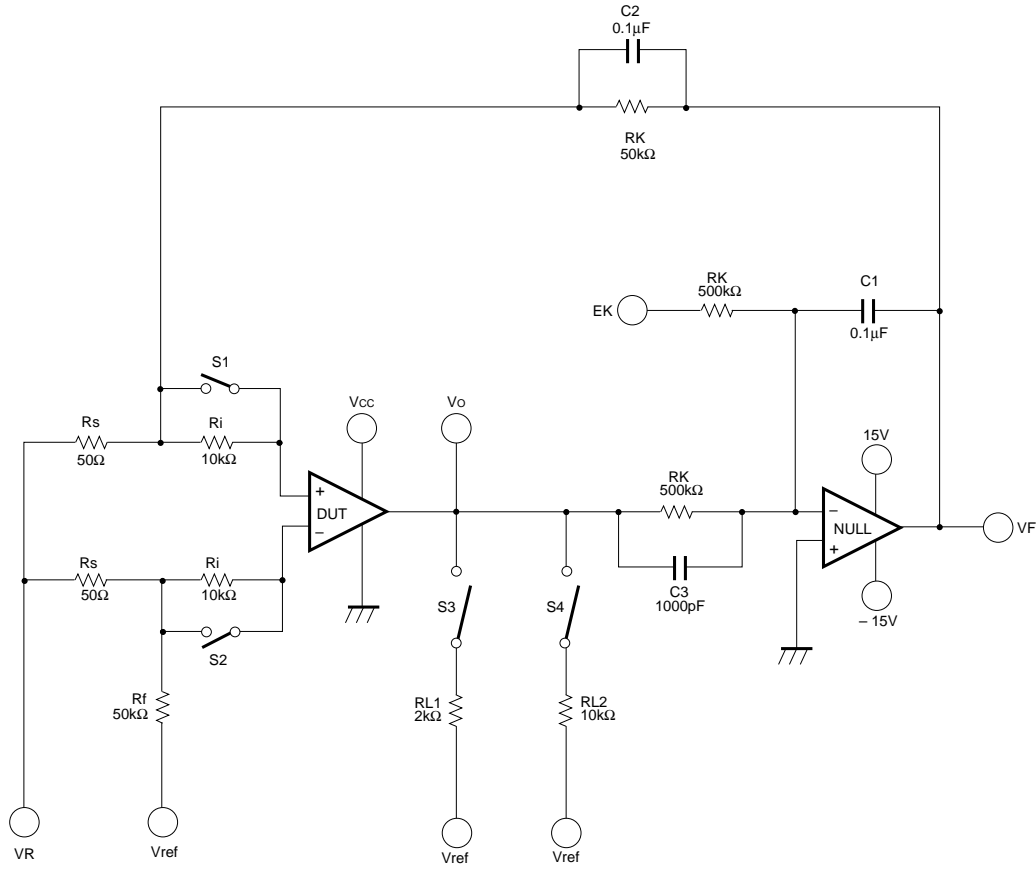 C2
0.1µF
RK
50kΩ
RK
500kΩ
C1
EK
0.1µF
S1
Rs
50Ω
Ri
10kΩ
VCC
VO
15V
RK
500kΩ
+
DUT
−
−
NULL
+
VF
C3
1000pF
− 15V
Rs
50Ω
Ri
10kΩ
S2
S3
S4
Rf
50kΩ
RL1
2kΩ
RL2
10kΩ
VR
Vref
Vref
Vref